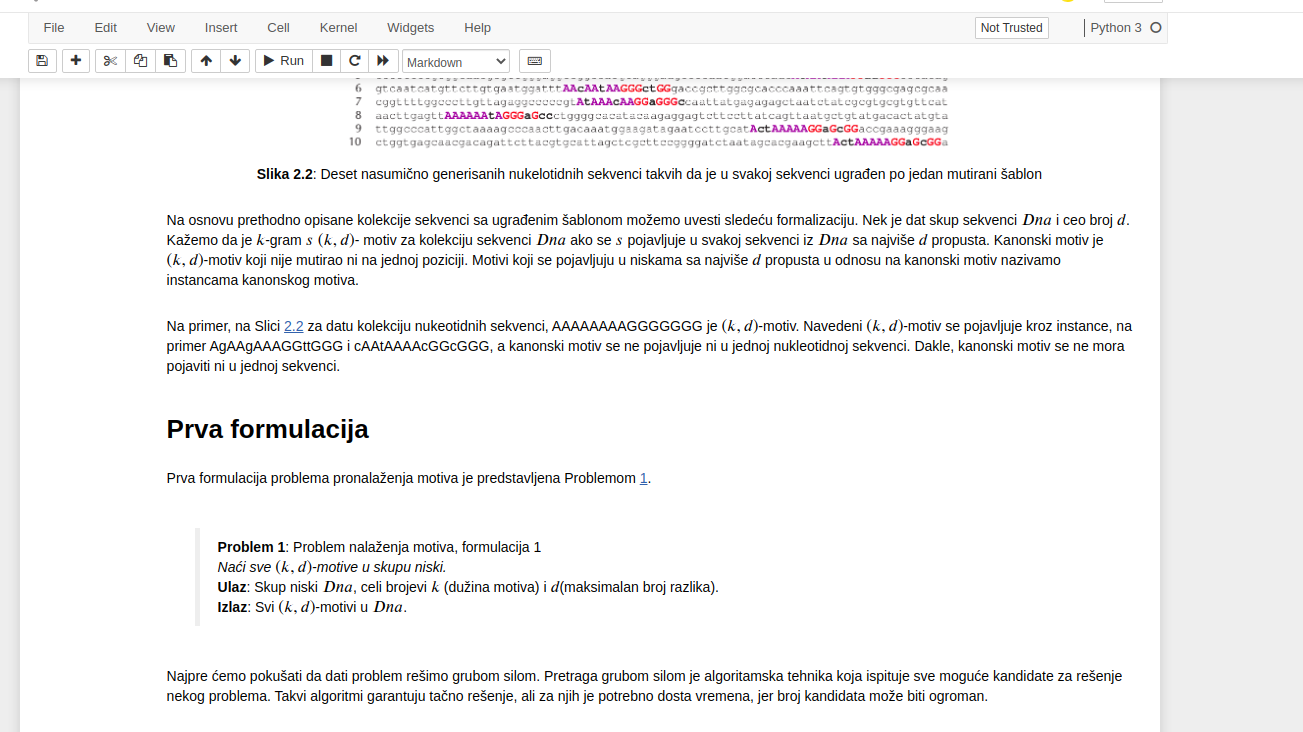 File Edit View Insert Cell Kernel Widgets Help Not Trusted Python 3
Run Markdown
6 gtcaatcatgttcttgtgaatggatttAAcAAtAAGGGctGGgaccgcttggcgcacccaaattcagtgtgggcgagcgcaa
7 cggttttggcccttgttagaggcccccgtAtAAAcAAGGaGGGccaattatgagagagctaatctatcgcgtgcgtgttcat
8 aacttgagttAAAAAAtAGGGaGccctggggcacatacaagaggagtcttccttatcagttaatgctgtatgacactatgta
9 ttggcccattggctaaaagcccaacttgacaaatggaagatagaatccttgcatActAAAAAGGaGcGGaccgaaagggaag
10 ctggtgagcaacgacagattcttacgtgcattagctcgcttccggggatctaatagcacgaagcttActAAAAAGGaGcGGa
Slika 2.2: Deset nasumično generisanih nukelotidnih sekvenci takvih da je u svakoj sekvenci ugrađen po jedan mutirani šablon
Na osnovu prethodno opisane kolekcije sekvenci sa ugrađenim šablonom možemo uvesti sledeću formalizaciju. Nek je dat skup sekvenci Dna i ceo broj d.
Kažemo da je k-gram s (k, d)- motiv za kolekciju sekvenci Dna ako se s pojavljuje u svakoj sekvenci iz Dna sa najviše d propusta. Kanonski motiv je
(k, d)-motiv koji nije mutirao ni na jednoj poziciji. Motivi koji se pojavljuju u niskama sa najviše d propusta u odnosu na kanonski motiv nazivamo
instancama kanonskog motiva.
Na primer, na Slici 2.2 za datu kolekciju nukeotidnih sekvenci, AAAAAAAAGGGGGGG je (k, d)-motiv. Navedeni (k, d)-motiv se pojavljuje kroz instance, na
primer AgAAgAAAGGttGGG i cAAtAAAAcGGcGGG, a kanonski motiv se ne pojavljuje ni u jednoj nukleotidnoj sekvenci. Dakle, kanonski motiv se ne mora
pojaviti ni u jednoj sekvenci.
Prva formulacija
Prva formulacija problema pronalaženja motiva je predstavljena Problemom 1.
Problem 1: Problem nalaženja motiva, formulacija 1
Naći sve (k, d)-motive u skupu niski.
Ulaz: Skup niski Dna, celi brojevi k (dužina motiva) i d(maksimalan broj razlika).
Izlaz: Svi (k, d)-motivi u Dna.
Najpre ćemo pokušati da dati problem rešimo grubom silom. Pretraga grubom silom je algoritamska tehnika koja ispituje sve moguće kandidate za rešenje
nekog problema. Takvi algoritmi garantuju tačno rešenje, ali za njih je potrebno dosta vremena, jer broj kandidata može biti ogroman.